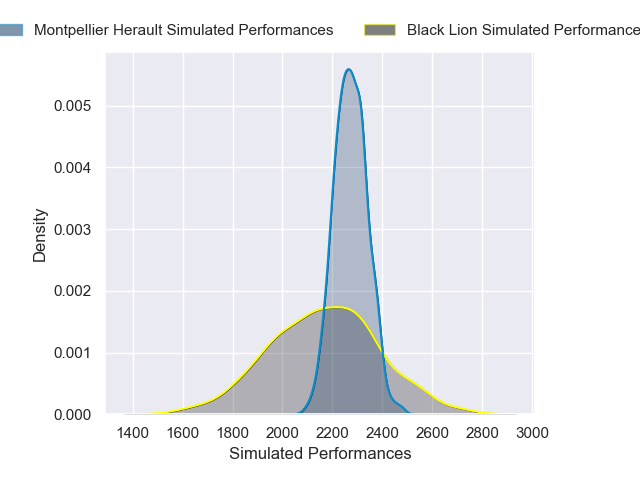 Montpellier Herault Simulated Performances
Black Lion Simulated Performance
0.005
0.004
0.003
0.002
0.001
0.000
Density
1400 1600 1800 2000 2200 2400 2600 2800 3000
Simulated Performances